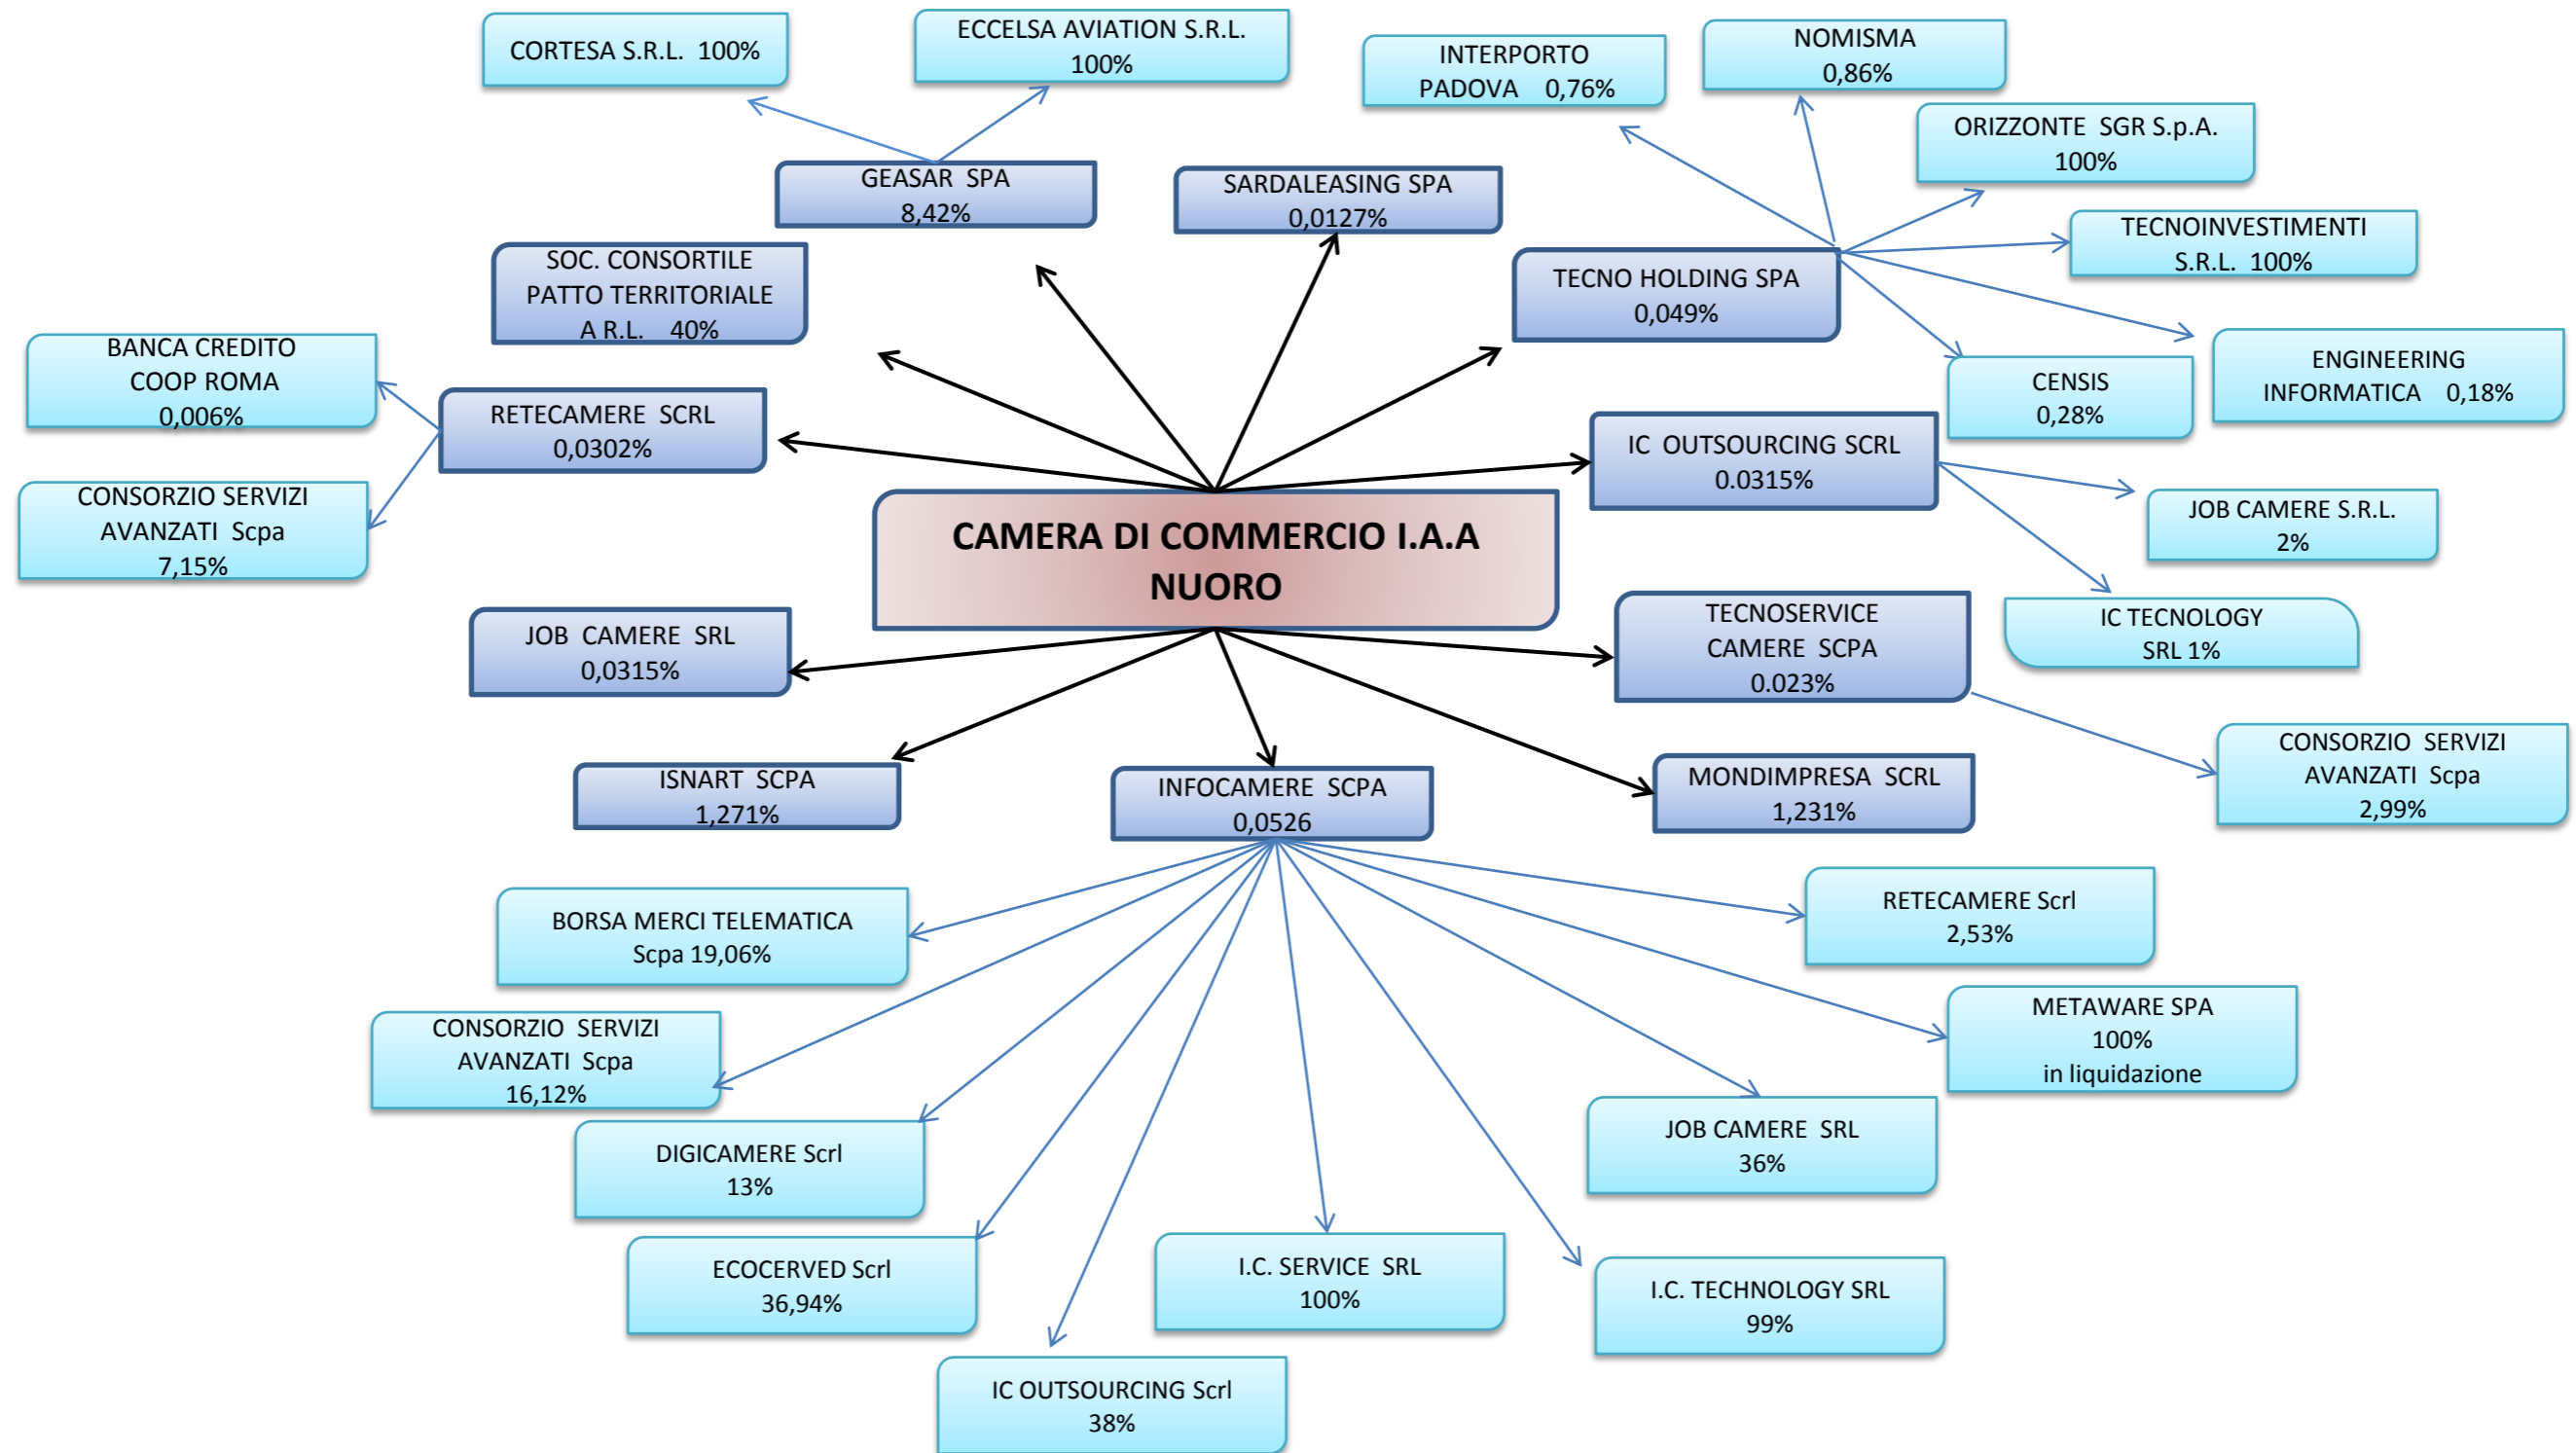 CORTESA S.R.L. 100%
ECCELSA AVIATION S.R.L.
100%
INTERPORTO
PADOVA 0,76%
NOMISMA
0,86%
ORIZZONTE SGR S.p.A.
100%
TECNOINVESTIMENTI
S.R.L. 100%
ENGINEERING
INFORMATICA 0,18%
CENSIS
0,28%
GEASAR SPA
8,42%
SARDALEASING SPA
0,0127%
TECNO HOLDING SPA
0,049%
SOC. CONSORTILE
PATTO TERRITORIALE
A R.L. 40%
BANCA CREDITO
COOP ROMA
0,006%
RETECAMERE SCRL
0,0302%
CONSORZIO SERVIZI
AVANZATI Scpa
7,15%
IC OUTSOURCING SCRL
0.0315%
JOB CAMERE S.R.L.
2%
IC TECNOLOGY
SRL 1%
CAMERA DI COMMERCIO I.A.A
NUORO
JOB CAMERE SRL
0,0315%
TECNOSERVICE
CAMERE SCPA
0.023%
CONSORZIO SERVIZI
AVANZATI Scpa
2,99%
ISNART SCPA
1,271%
INFOCAMERE SCPA
0,0526
MONDIMPRESA SCRL
1,231%
BORSA MERCI TELEMATICA
Scpa 19,06%
RETECAMERE Scrl
2,53%
CONSORZIO SERVIZI
AVANZATI Scpa
16,12%
METAWARE SPA
100%
in liquidazione
DIGICAMERE Scrl
13%
JOB CAMERE SRL
36%
ECOCERVED Scrl
36,94%
I.C. SERVICE SRL
100%
I.C. TECHNOLOGY SRL
99%
IC OUTSOURCING Scrl
38%